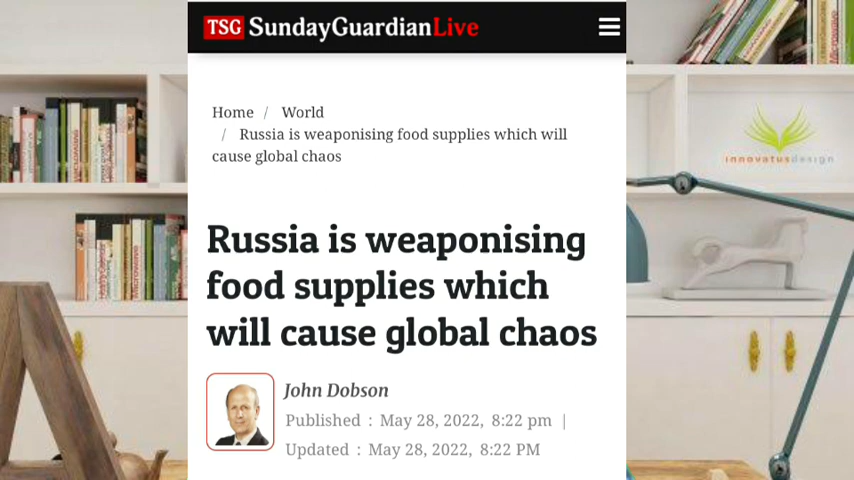 TSG SundayGuardianLive
Home / World
/ Russia is weaponising food supplies which will
cause global chaos
innovatusdesign
Russia is weaponising
food supplies which
will cause global chaos
John Dobson
Published : May 28, 2022, 8:22 pm |
Updated : May 28, 2022, 8:22 PM